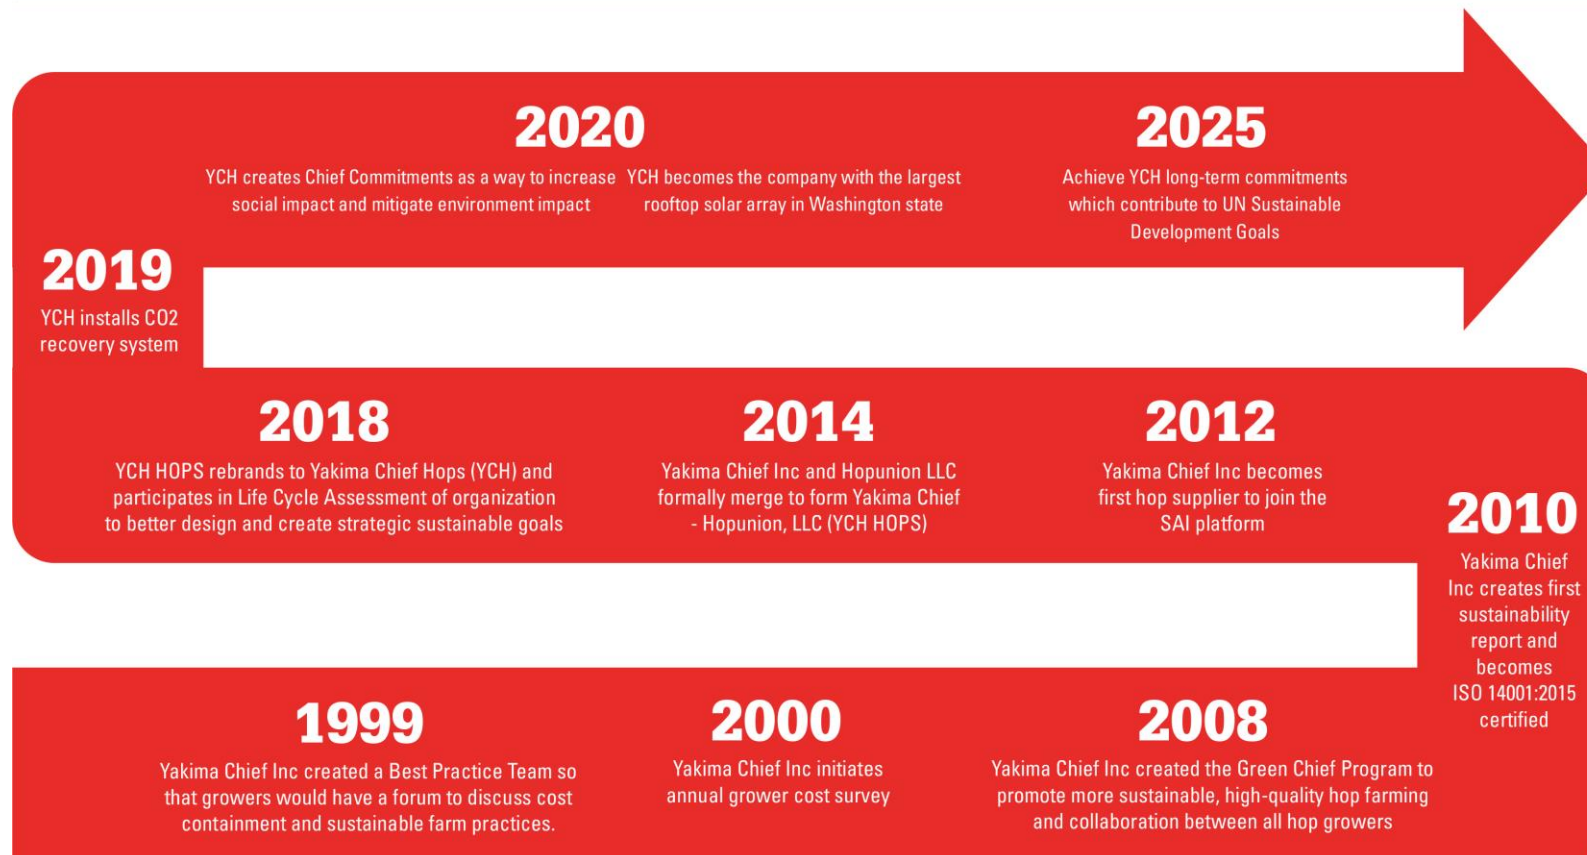 2020
YCH creates Chief Commitments as a way to increase
social impact and mitigate environment impact
YCH becomes the company with the largest
rooftop solar array in Washington state
2025
Achieve YCH long-term commitments
which contribute to UN Sustainable
Development Goals
2019
YCH installs CO2
recovery system
2018
YCH HOPS rebrands to Yakima Chief Hops (YCH) and
participates in Life Cycle Assessment of organization
to better design and create strategic sustainable goals
2014
Yakima Chief Inc and Hopunion LLC
formally merge to form Yakima Chief
- Hopunion, LLC (YCH HOPS)
2012
Yakima Chief Inc becomes
first hop supplier to join the
SAI platform
2010
Yakima Chief
Inc creates first
sustainability
report and
becomes
ISO 14001:2015
certified
1999
Yakima Chief Inc created a Best Practice Team so
that growers would have a forum to discuss cost
containment and sustainable farm practices.
2000
Yakima Chief Inc initiates
annual grower cost survey
2008
Yakima Chief Inc created the Green Chief Program to
promote more sustainable, high-quality hop farming
and collaboration between all hop growers